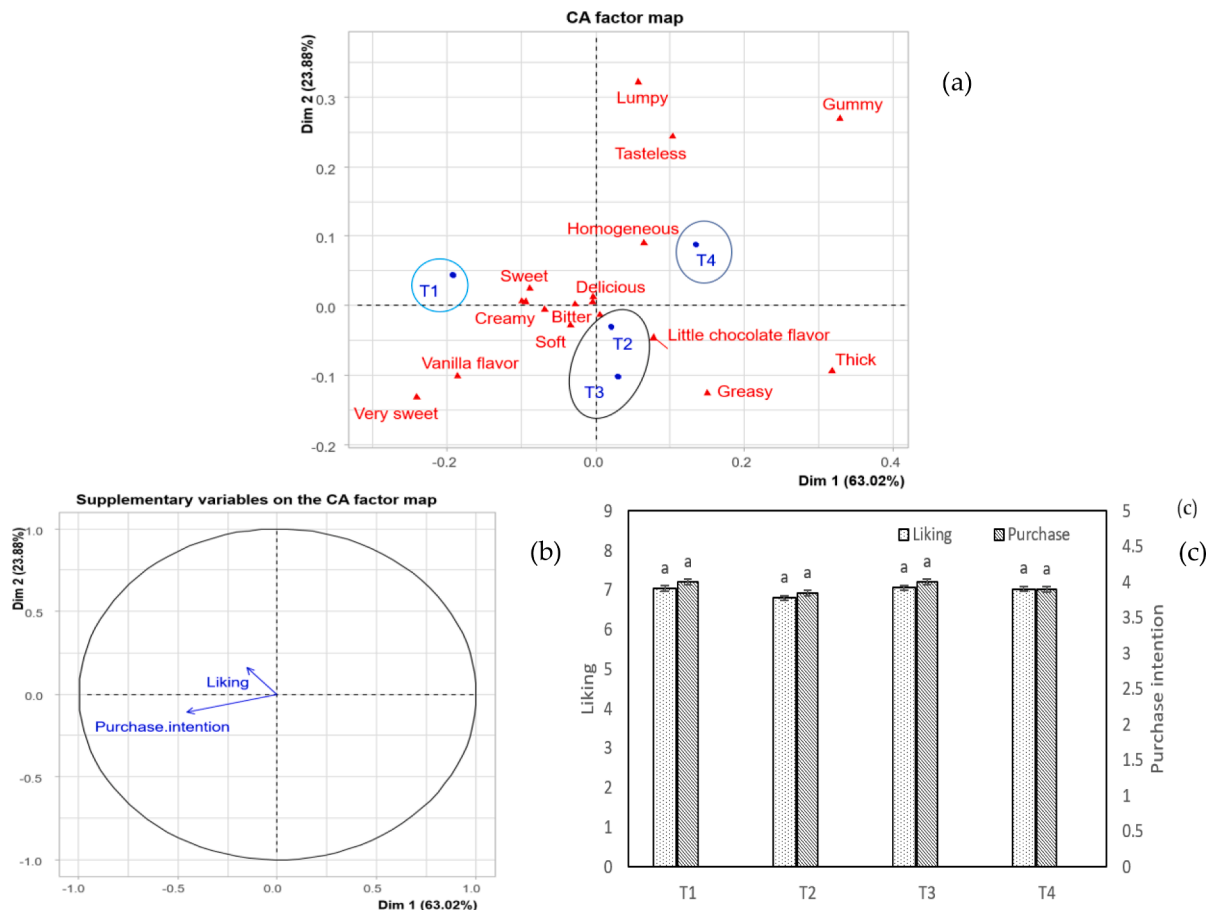 CA factor map
(a)
Dim 2 (23.88%)
0.3
0.2
0.1
0.0
-0.1
-0.2
Lumpy
Gummy
Tasteless
Homogeneous
T4
T1
Sweet
Delicious
Creamy
Bitter
Soft
T2
Little chocolate flavor
Vanilla flavor
Thick
T3
Greasy
Very sweet
-0.2
0.0
0.2
0.4
Dim 1 (63.02%)
Supplementary variables on the CA factor map
(b)
Dim 2 (23.88%)
1.0
0.5
0.0
-0.5
-1.0
Liking
Purchase.intention
-1.0
-0.5
0.0
0.5
1.0
Dim 1 (63.02%)
(c)
(c)
Liking
Purchase
9
8
7
6
5
4
3
2
1
0
Liking
a
a
a
a
a
a
a
a
5
4.5
4
3.5
3
2.5
2
1.5
1
0.5
0
Purchase intention
T1
T2
T3
T4